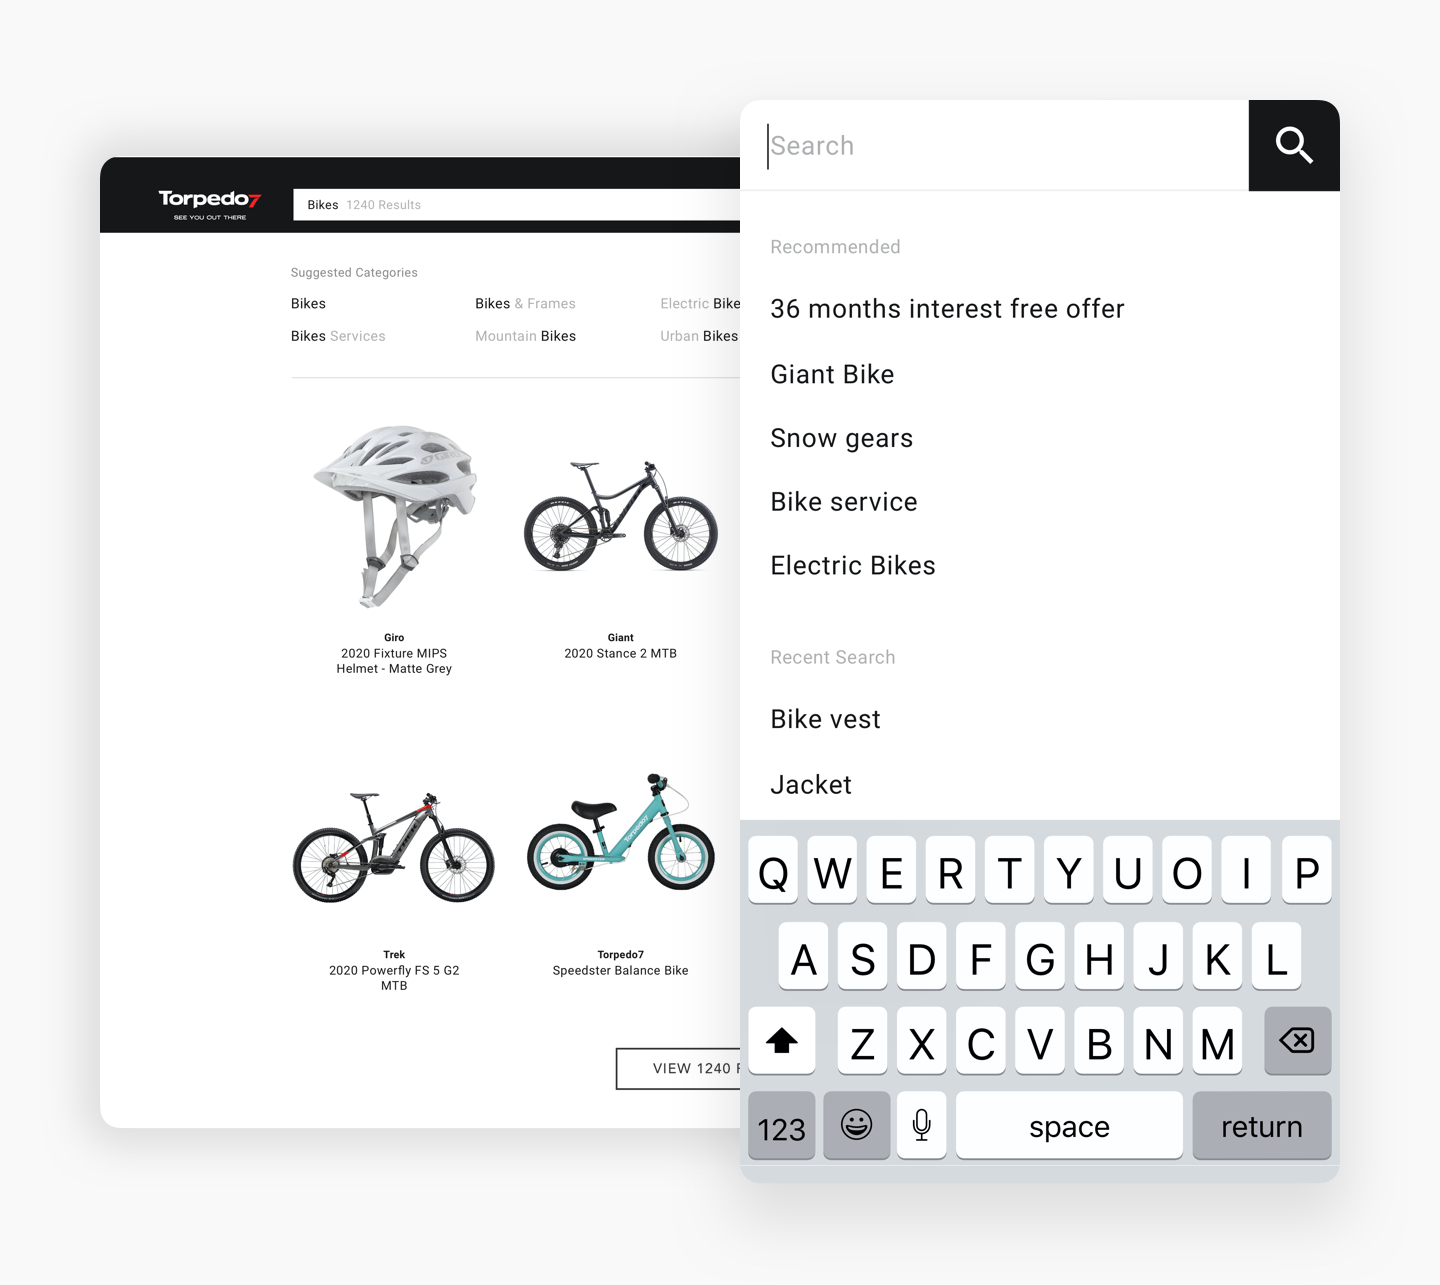 Torpedo7
SEE YOU OUT THERE
Bikes 1240 Results
Suggested Categories
Bikes
Bikes & Frames
Electric Bike
Bikes Services
Mountain Bikes
Urban Bikes
Giro
2020 Fixture MIPS
Helmet - Matte Grey
Giant
2020 Stance 2 MTB
Torpedo7
Trek
2020 Powerfly FS 5 G2
MTB
Torpedo7
Speedster Balance Bike
VIEW 1240
Search
Recommended
36 months interest free offer
Giant Bike
Snow gears
Bike service
Electric Bikes
Recent Search
Bike vest
Jacket
Q W E R T Y U O I P
A S D F G H J K L
Z X C V B N M
123 space return